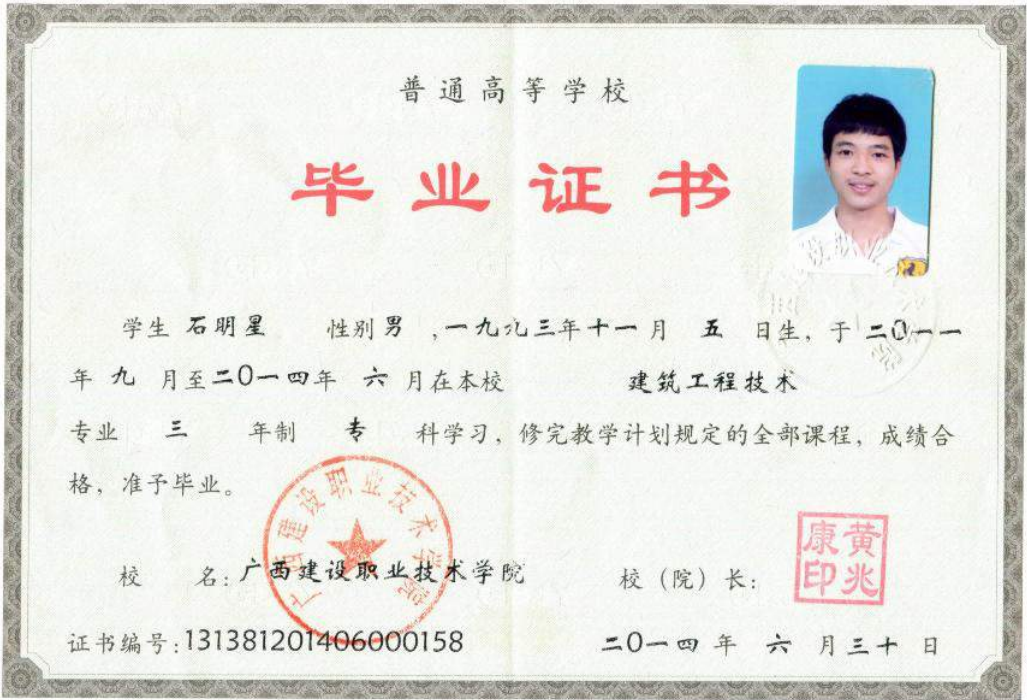 普通高等学校
毕业证书
学生 石明星 性别男 ,一九九三年十一月 五 日生，于 二〇一一
年 九 月至二〇一四年 六 月在本校 建筑工程技术
专业 三 年制 专 科学习，修完教学计划规定的全部课程，成绩合
格，准予毕业。
广西建设职业技术学院
校 名：广西建设职业技术学院 校（院）长：
黄兆康印
证书编号：131381201406000158 二〇一四 年 六 月三十 日